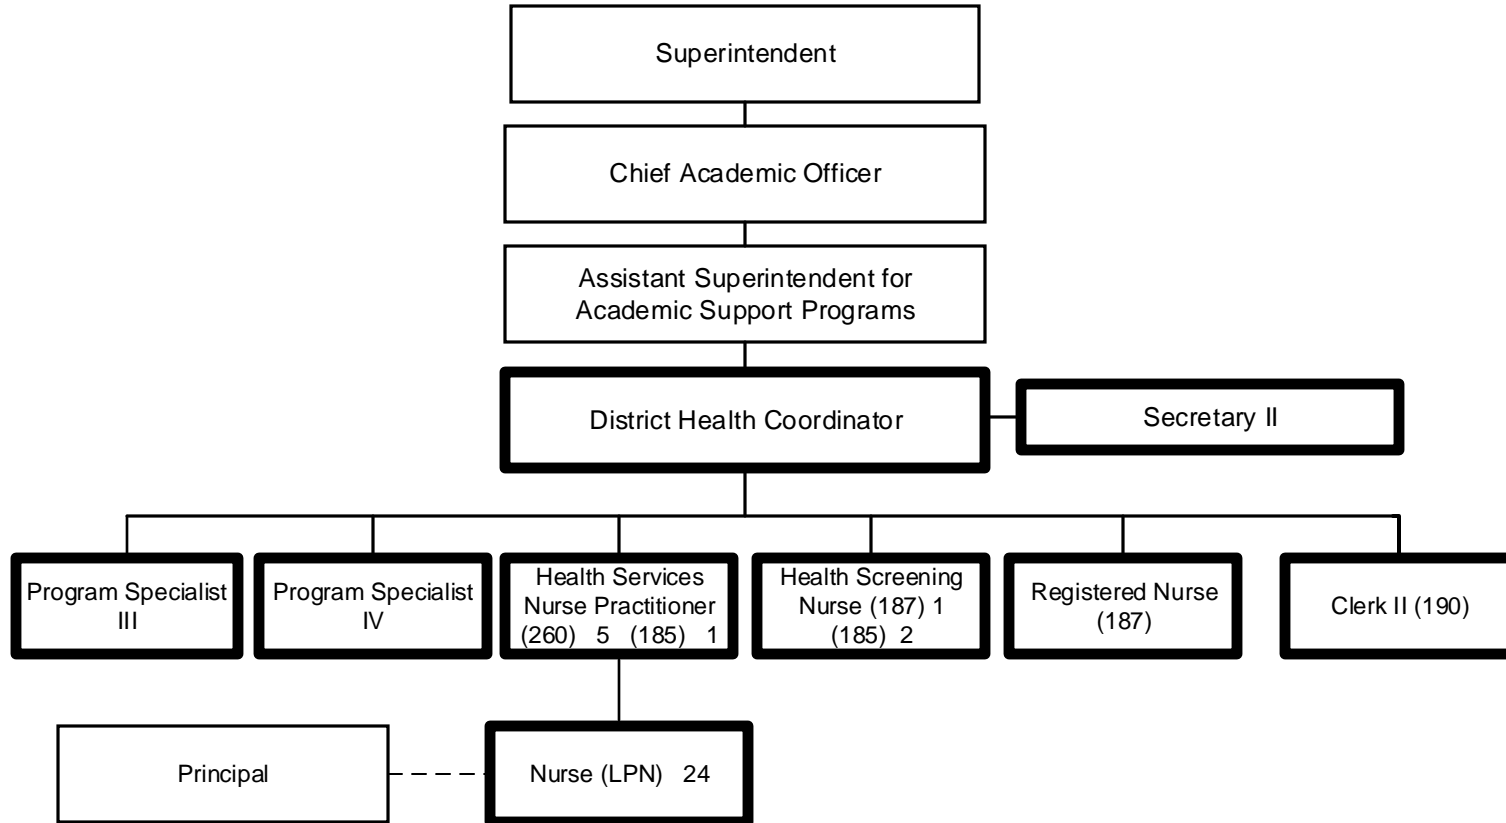 Superintendent
Chief Academic Officer
Assistant Superintendent for
Academic Support Programs
District Health Coordinator
Secretary II
Program Specialist
III
Program Specialist
IV
Health Services
Nurse Practitioner
(260) 5 (185) 1
Health Screening
Nurse (187) 1
(185) 2
Registered Nurse
(187)
Clerk II (190)
Principal
Nurse (LPN) 24